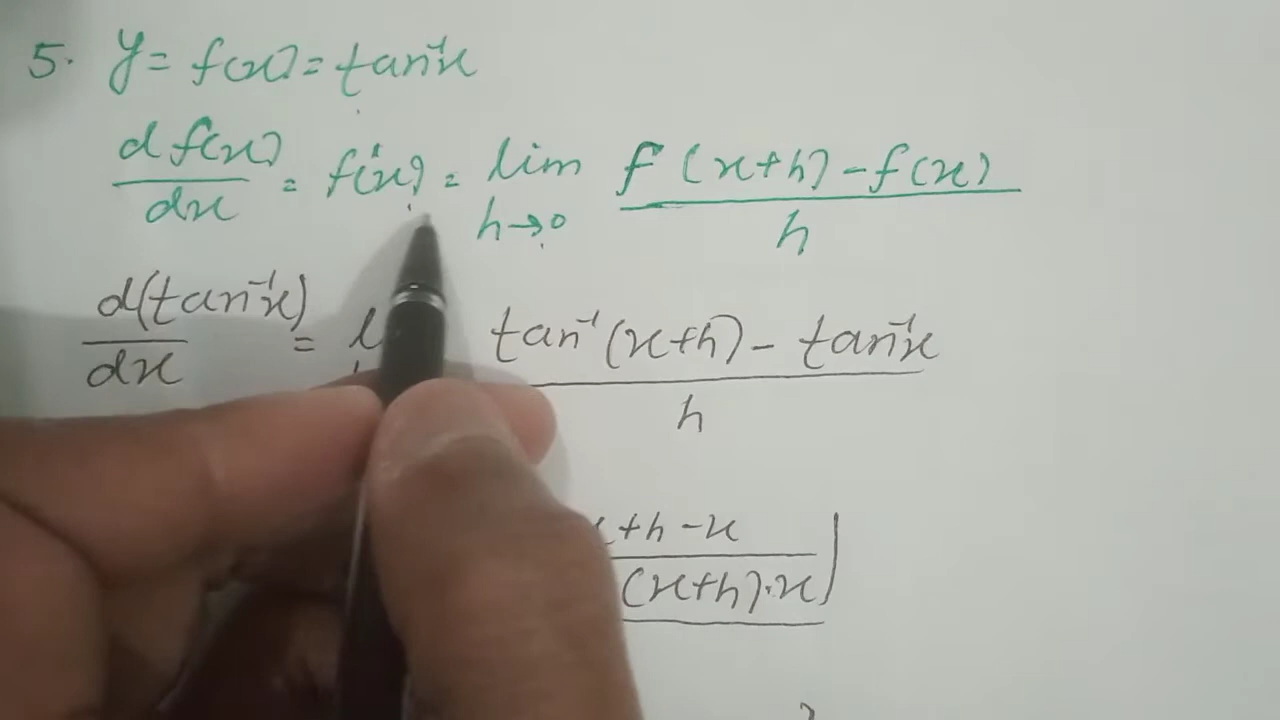 5. y = f(x) = tan⁻¹x
d f(x) / dx = f'(x) = lim h→0 f(x+h) - f(x) / h
d(tan⁻¹x) / dx = l tan⁻¹(x+h) - tan⁻¹x / h
x+h-x / (x+h).x